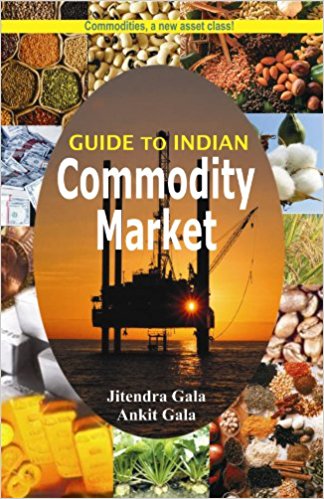 Commodities, a new asset class!
GUIDE TO INDIAN
Commodity
Market
Jitendra Gala
Ankit Gala